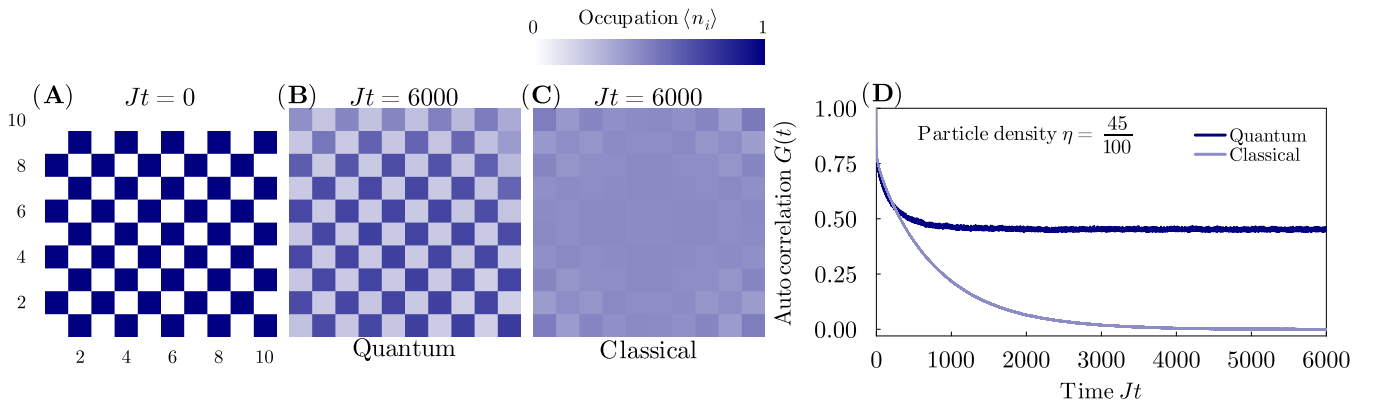 Occupation ⟨n_i⟩
0 1
(A) Jt = 0
10
8
6
4
2
2 4 6 8 10
(B) Jt = 6000
Quantum
(C) Jt = 6000
Classical
(D)
Autocorrelation G(t)
1.00
0.75
0.50
0.25
0.00
Particle density η = 45/100
Quantum
Classical
0 1000 2000 3000 4000 5000 6000
Time Jt